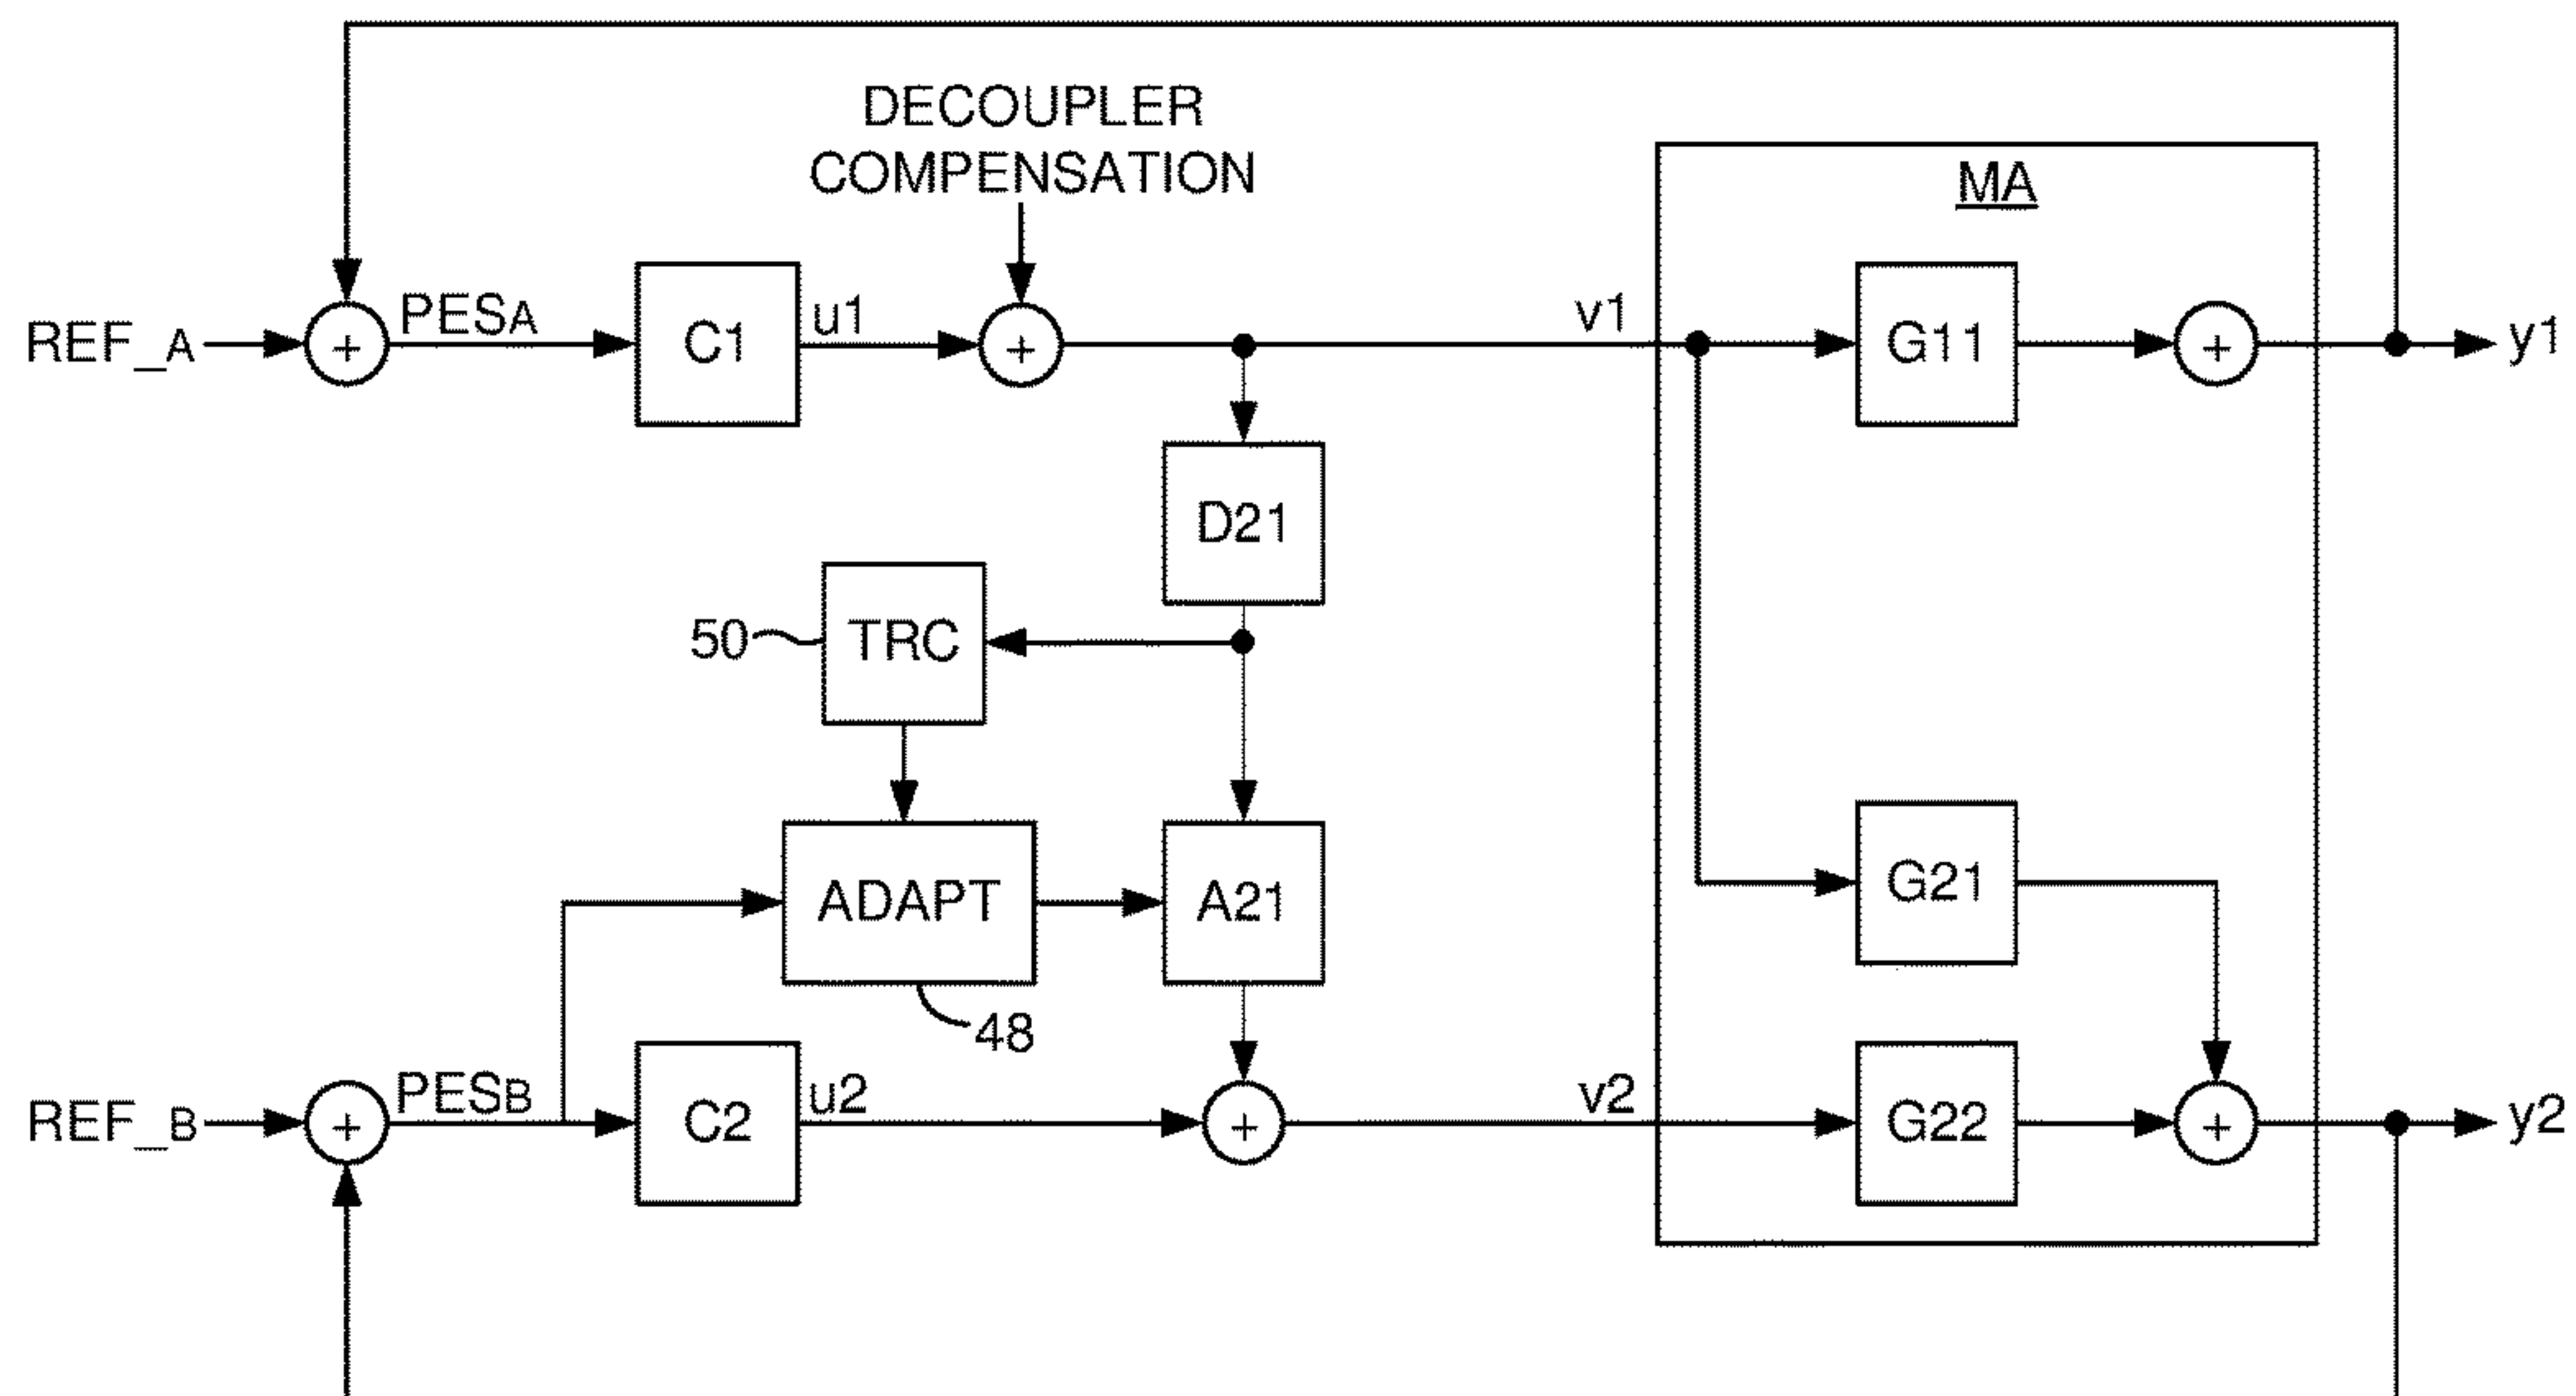 DECOUPLER
COMPENSATION
MA
REF_A
+
PESA
C1
u1
+
v1
G11
+
y1
D21
50
TRC
ADAPT
A21
G21
48
REF_B
+
PESB
C2
u2
+
v2
G22
+
y2